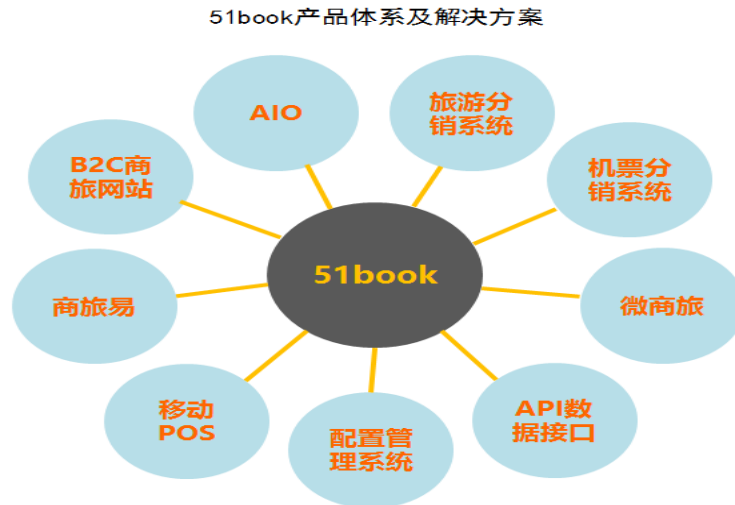 51book产品体系及解决方案
AIO
旅游分
销系统
B2C商
旅网站
机票分
销系统
51book
商旅易
微商旅
移动
POS
配置管
理系统
API数
据接口